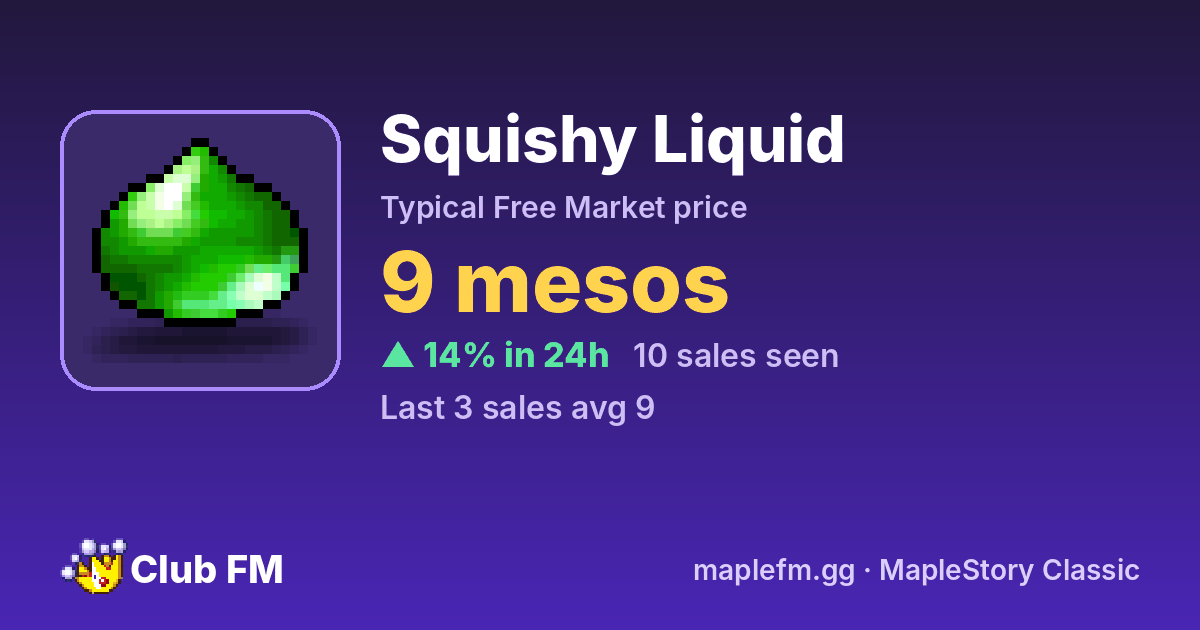 Squishy Liquid
Typical Free Market price
9 mesos
▲ 14% in 24h 10 sales seen
Last 3 sales avg 9
Club FM
maplefm.gg · MapleStory Classic